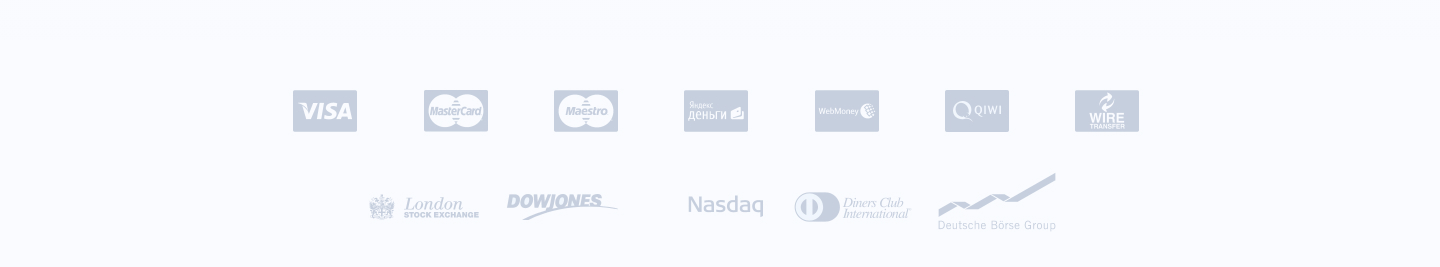 VISA
MasterCard
Maestro
Яндекс
деньги
WebMoney
QIWI
WIRE
TRANSFER
London
STOCK EXCHANGE
DOWJONES
Nasdaq
Diners Club
International
Deutsche Börse Group